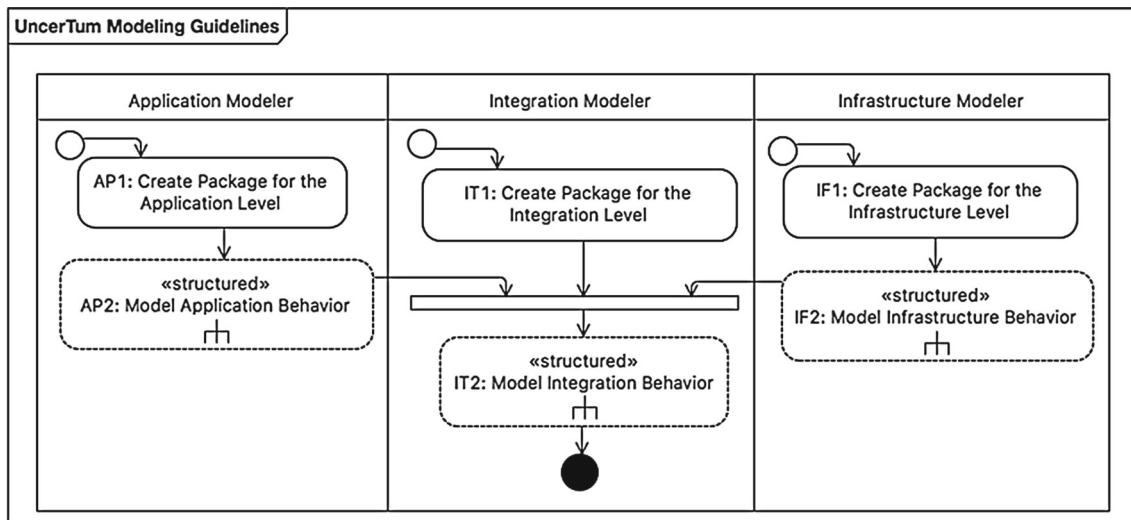 UncerTum Modeling Guidelines
Application Modeler
Integration Modeler
Infrastructure Modeler
AP1: Create Package for the
Application Level
IT1: Create Package for the
Integration Level
IF1: Create Package for the
Infrastructure Level
«structured»
AP2: Model Application Behavior
«structured»
IF2: Model Infrastructure Behavior
«structured»
IT2: Model Integration Behavior